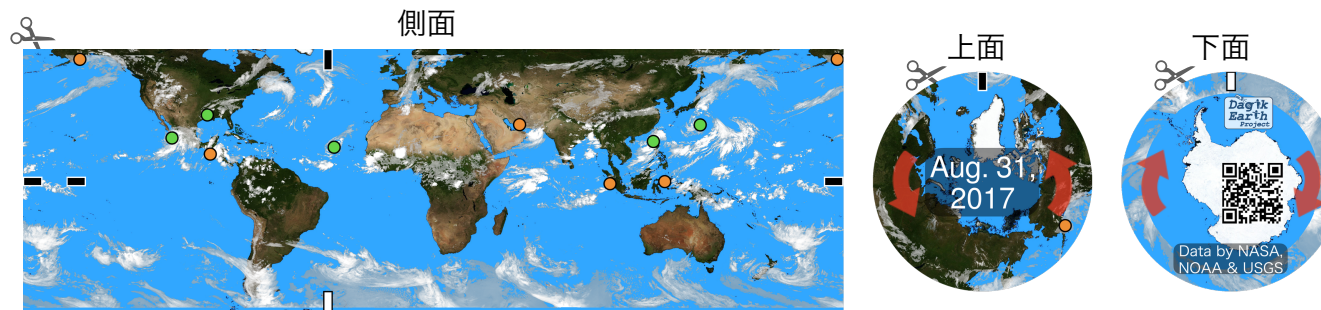 側面
上面
下面
Aug. 31,
2017
Dagik
Earth
Project
Data by NASA,
NOAA & USGS